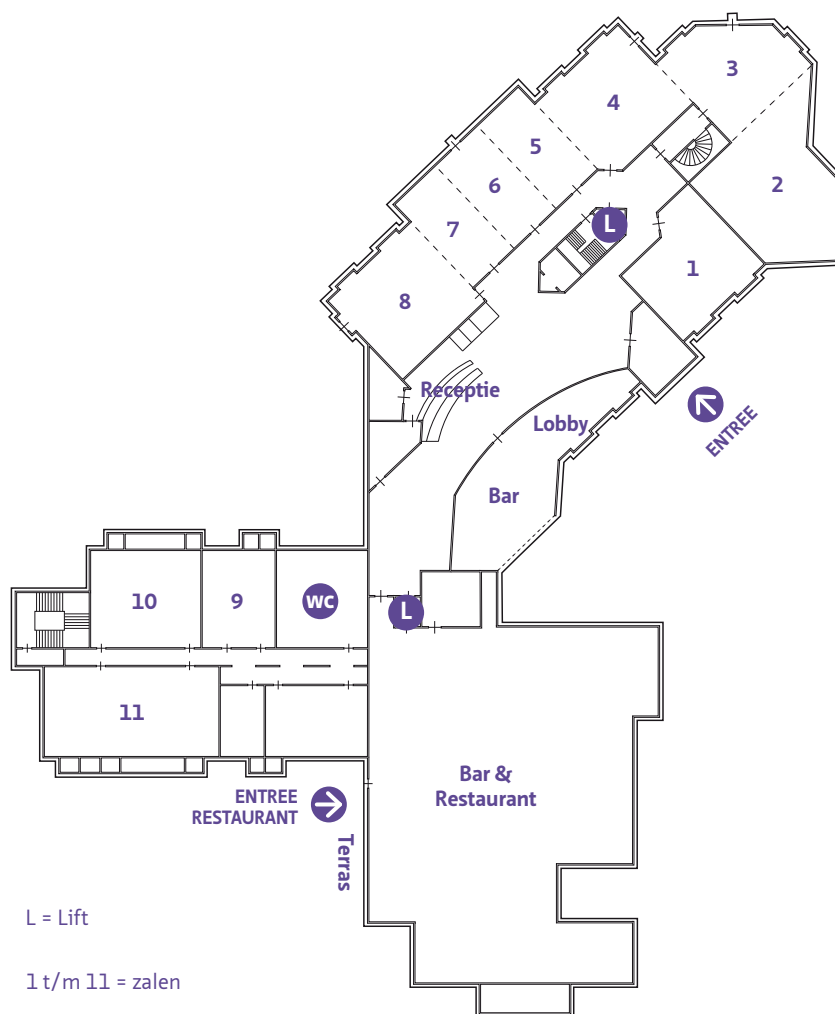 3
4
5
2
6
L
7
1
8
Receptie
Lobby
ENTREE
Bar
10
9
wc
L
11
Bar &
Restaurant
ENTREE
RESTAURANT
Terras
L = Lift
1 t/m 11 = zalen